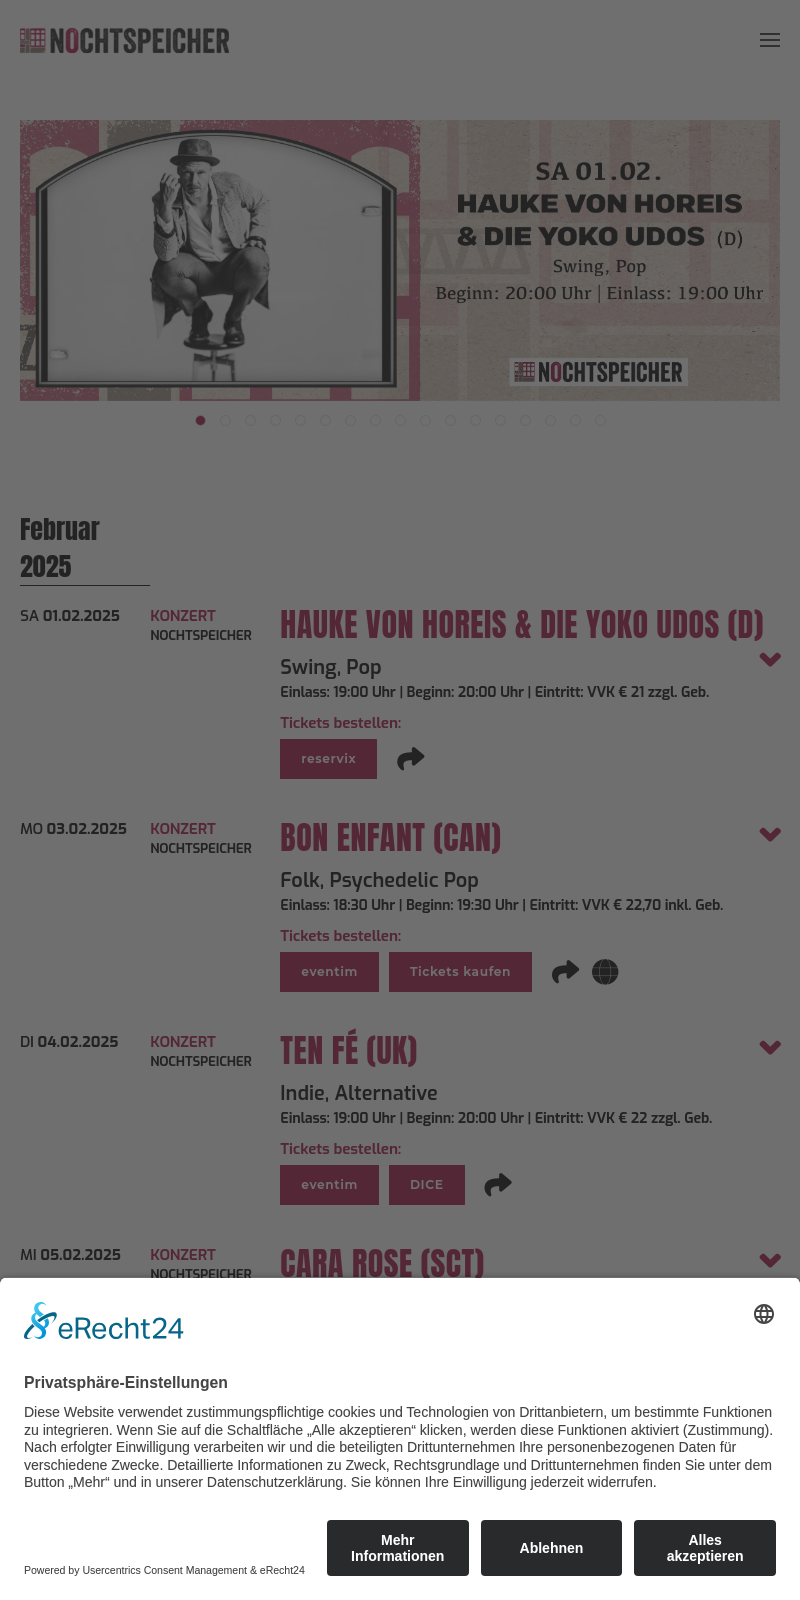 NOCHTSPEICHER
SA 01.02.
HAUKE VON HOREIS
& DIE YOKO UDOS (D)
Swing, Pop
Beginn: 20:00 Uhr | Einlass: 19:00 Uhr
NOCHTSPEICHER
Februar
2025
SA 01.02.2025
KONZERT
NOCHTSPEICHER
HAUKE VON HOREIS & DIE YOKO UDOS (D)
Swing, Pop
Einlass: 19:00 Uhr | Beginn: 20:00 Uhr | Eintritt: VVK € 21 zzgl. Geb.
Tickets bestellen:
reservix
MO 03.02.2025
KONZERT
NOCHTSPEICHER
BON ENFANT (CAN)
Folk, Psychedelic Pop
Einlass: 18:30 Uhr | Beginn: 19:30 Uhr | Eintritt: VVK € 22,70 inkl. Geb.
Tickets bestellen:
eventim Tickets kaufen
DI 04.02.2025
KONZERT
NOCHTSPEICHER
TEN FÉ (UK)
Indie, Alternative
Einlass: 19:00 Uhr | Beginn: 20:00 Uhr | Eintritt: VVK € 22 zzgl. Geb.
Tickets bestellen:
eventim DICE
MI 05.02.2025
KONZERT
NOCHTSPEICHER
CARA ROSE (SCT)
eRecht24
Privatsphäre-Einstellungen
Diese Website verwendet zustimmungspflichtige cookies und Technologien von Drittanbietern, um bestimmte Funktionen
zu integrieren. Wenn Sie auf die Schaltfläche „Alle akzeptieren“ klicken, werden diese Funktionen aktiviert (Zustimmung).
Nach erfolgter Einwilligung verarbeiten wir und die beteiligten Drittunternehmen Ihre personenbezogenen Daten für
verschiedene Zwecke. Detaillierte Informationen zu Zweck, Rechtsgrundlage und Drittunternehmen finden Sie unter dem
Button „Mehr“ und in unserer Datenschutzerklärung. Sie können Ihre Einwilligung jederzeit widerrufen.
Mehr
Informationen
Ablehnen
Alles
akzeptieren
Powered by Usercentrics Consent Management & eRecht24